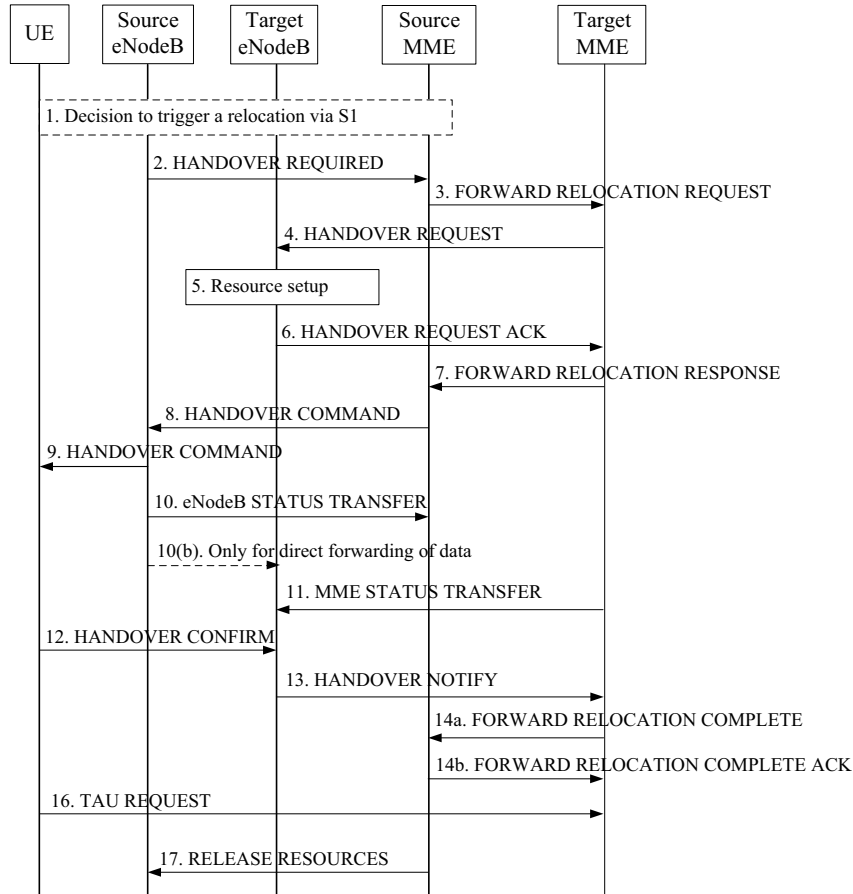 UE
Source
eNodeB
Target
eNodeB
Source
MME
Target
MME
1. Decision to trigger a relocation via S1
2. HANDOVER REQUIRED
3. FORWARD RELOCATION REQUEST
4. HANDOVER REQUEST
5. Resource setup
6. HANDOVER REQUEST ACK
7. FORWARD RELOCATION RESPONSE
8. HANDOVER COMMAND
9. HANDOVER COMMAND
10. eNodeB STATUS TRANSFER
10(b). Only for direct forwarding of data
11. MME STATUS TRANSFER
12. HANDOVER CONFIRM
13. HANDOVER NOTIFY
14a. FORWARD RELOCATION COMPLETE
14b. FORWARD RELOCATION COMPLETE ACK
16. TAU REQUEST
17. RELEASE RESOURCES